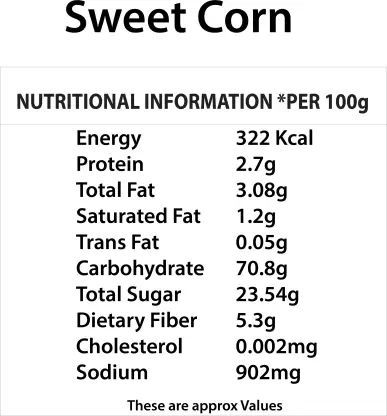 Sweet Corn
NUTRITIONAL INFORMATION *PER 100g
Energy 322 Kcal
Protein 2.7g
Total Fat 3.08g
Saturated Fat 1.2g
Trans Fat 0.05g
Carbohydrate 70.8g
Total Sugar 23.54g
Dietary Fiber 5.3g
Cholesterol 0.002mg
Sodium 902mg
These are approx Values